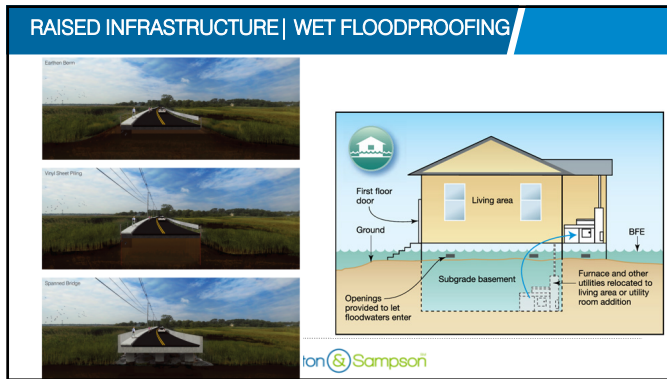 RAISED INFRASTRUCTURE| WET FLOODPROOFING
Earthen Berm
Vinyl Sheet Piling
Spanned Bridge
First floor
door
Living area
Ground
BFE
Subgrade basement
Openings
provided to let
floodwaters enter
Furnace and other
utilities relocated to
living area or utility
room addition
ton & Sampson